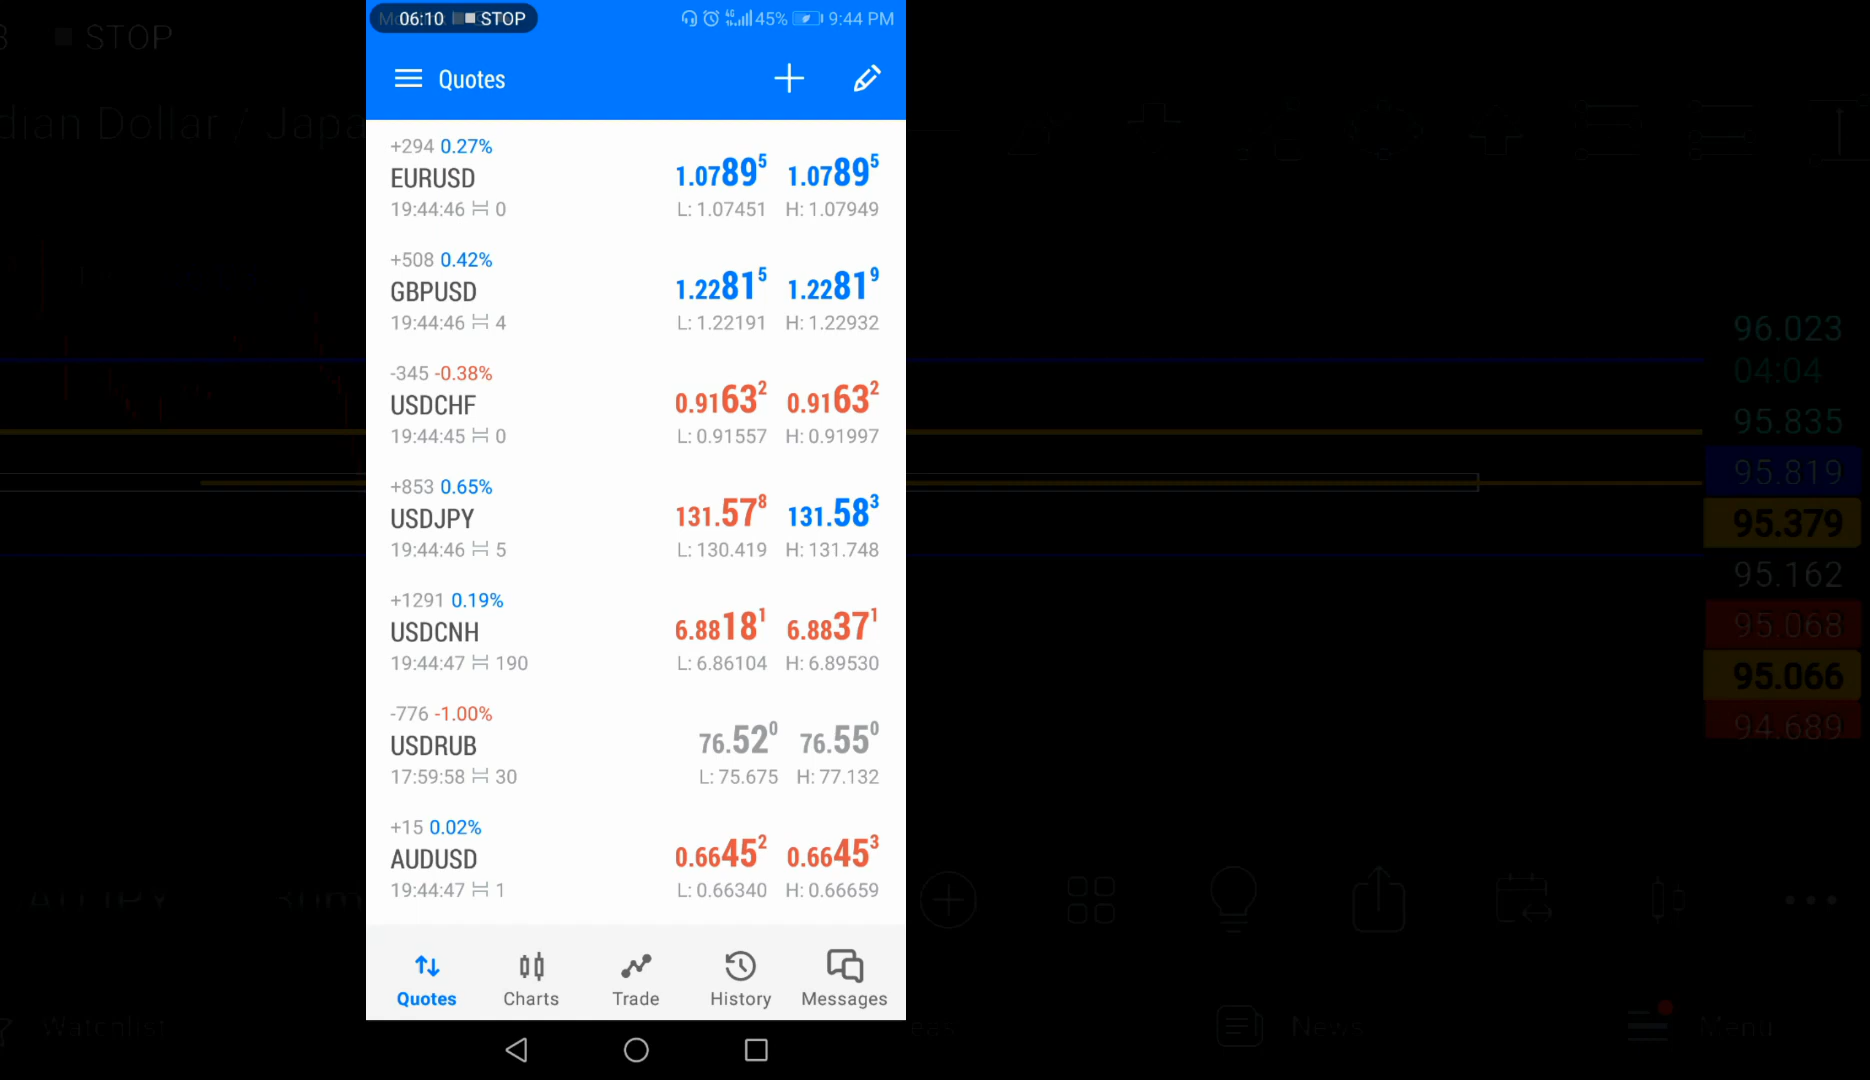 06:10 STOP
45% 9:44 PM
STOP
Quotes
dian Dollar / Japa
+294 0.27%
EURUSD 1.07895 1.07895
19:44:46 0 L: 1.07451 H: 1.07949
+508 0.42%
GBPUSD 1.22815 1.22819
19:44:46 4 L: 1.22191 H: 1.22932
-345 -0.38%
USDCHF 0.91632 0.91632
19:44:45 0 L: 0.91557 H: 0.91997
+853 0.65%
USDJPY 131.578 131.583
19:44:46 5 L: 130.419 H: 131.748
+1291 0.19%
USDCNH 6.88181 6.88371
19:44:47 190 L: 6.86104 H: 6.89530
-776 -1.00%
USDRUB 76.520 76.550
17:59:58 30 L: 75.675 H: 77.132
+15 0.02%
AUDUSD 0.66452 0.66453
19:44:47 1 L: 0.66340 H: 0.66659
96.023
04:04
95.835
95.819
95.379
95.162
95.068
95.066
94.689
Quotes Charts Trade History Messages
Watchlist
eas
News
Menu